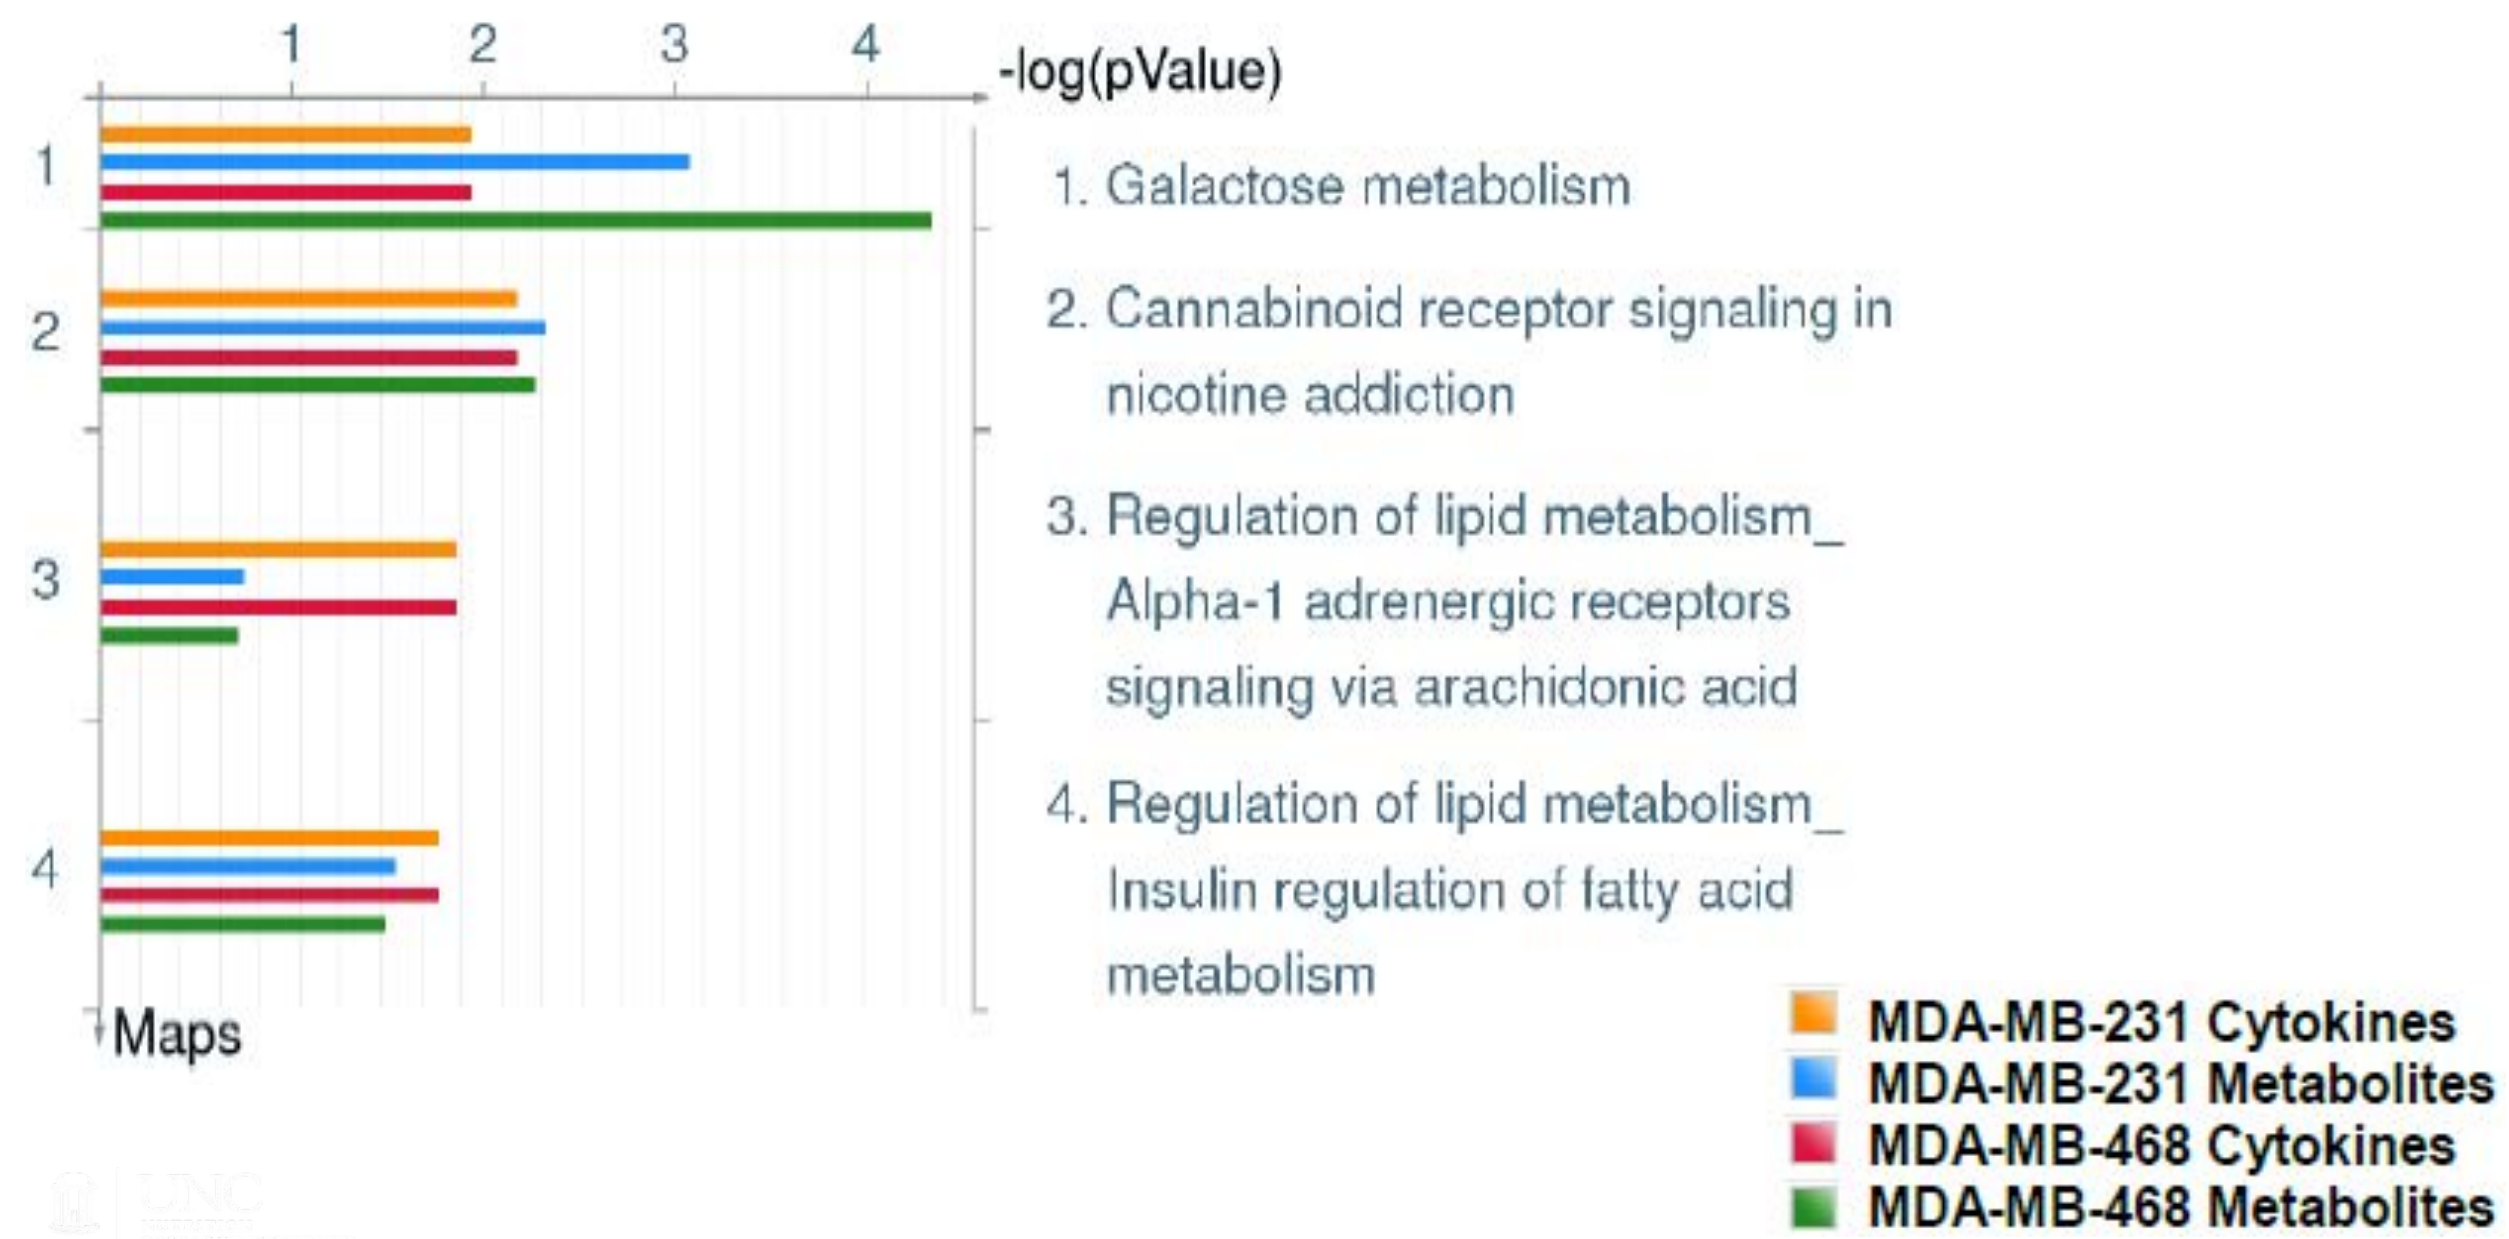 1 2 3 4
-log(pValue)
1
2
3
4
Maps
1. Galactose metabolism
2. Cannabinoid receptor signaling in
nicotine addiction
3. Regulation of lipid metabolism_
Alpha-1 adrenergic receptors
signaling via arachidonic acid
4. Regulation of lipid metabolism_
Insulin regulation of fatty acid
metabolism
MDA-MB-231 Cytokines
MDA-MB-231 Metabolites
MDA-MB-468 Cytokines
MDA-MB-468 Metabolites
UNC